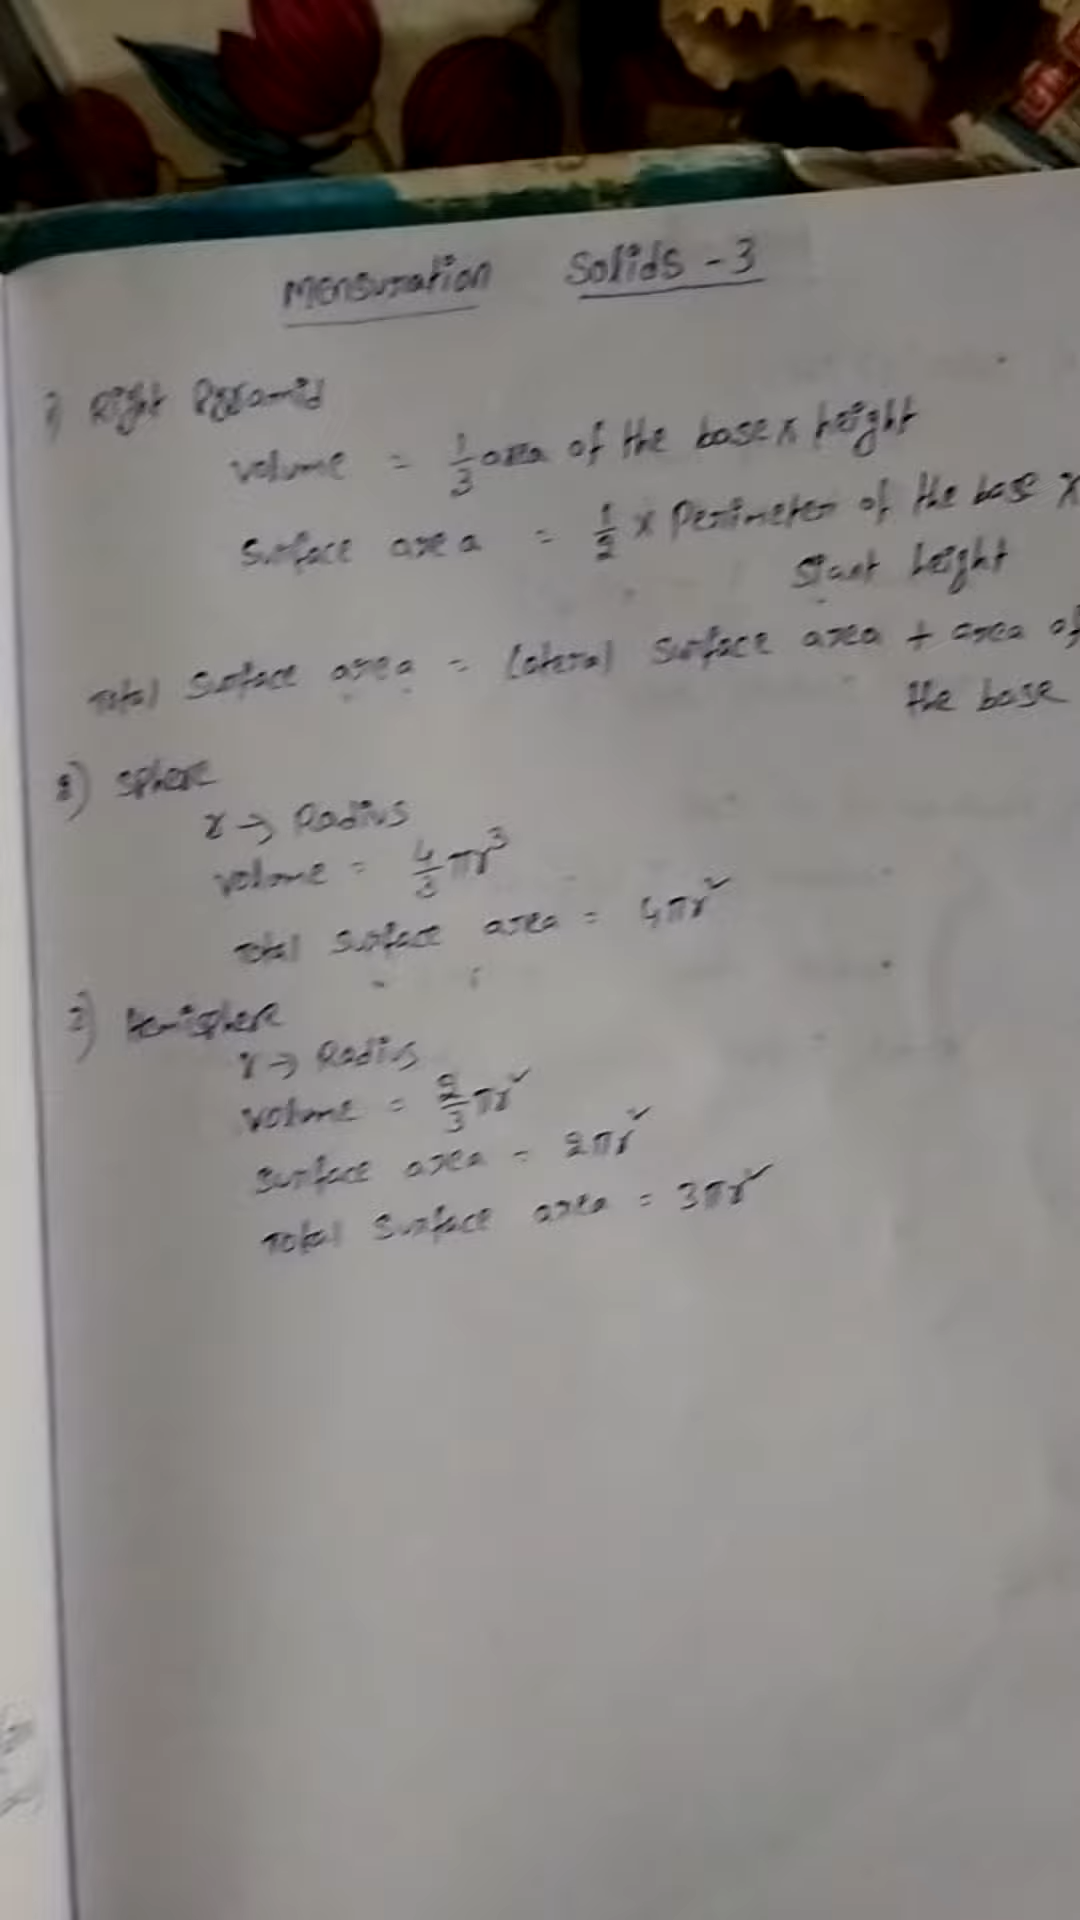 Mensuration Solids - 3
Right Pyramid
volume = 1/3 area of the base x height
Surface area = 1/2 x Perimeter of the base x
Slant height
Total Surface area = Lateral Surface area + area of
the base
8) Sphere
r → Radius
volume = 4/3 πr³
Total Surface area = 4πr²
Hemisphere
r → Radius
volume = 2/3 πr²
Surface area = 2πr²
Total Surface area = 3πr²